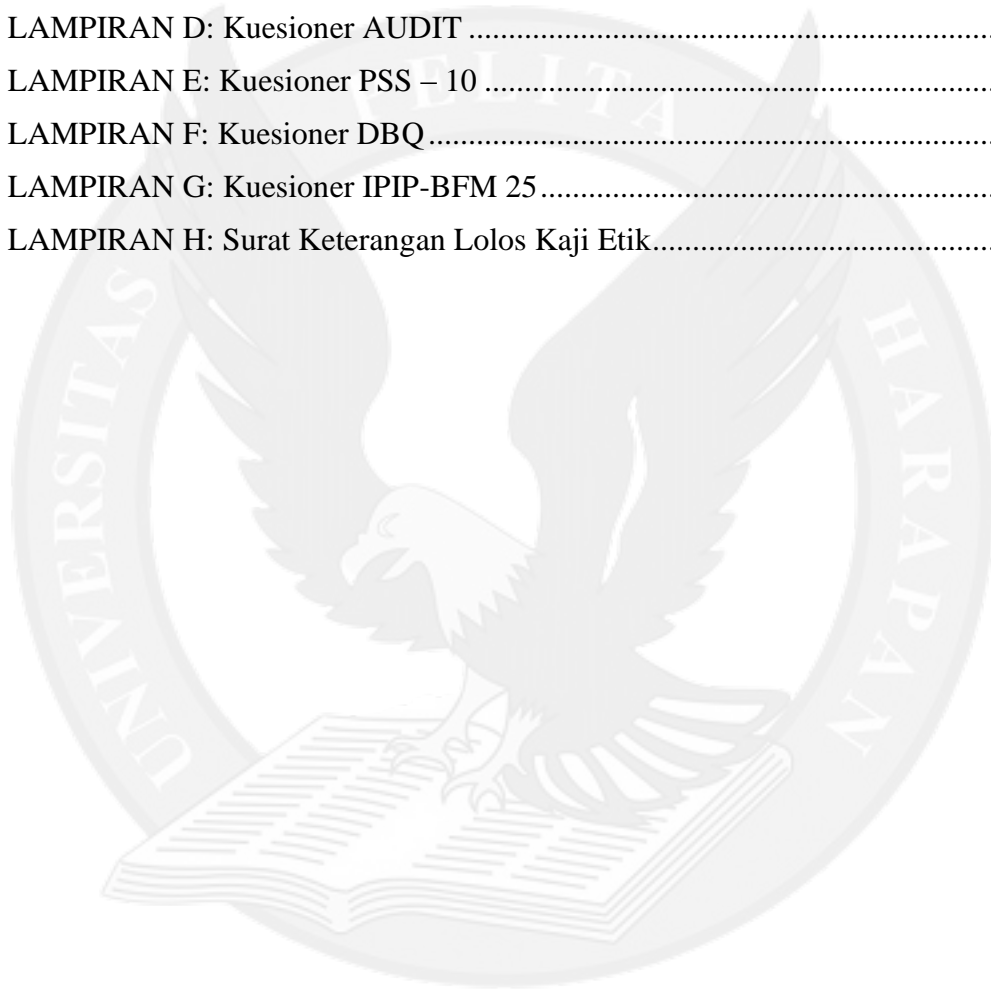 LAMPIRAN D: Kuesioner AUDIT ....................................................................
LAMPIRAN E: Kuesioner PSS – 10 ..................................................................
LAMPIRAN F: Kuesioner DBQ .........................................................................
LAMPIRAN G: Kuesioner IPIP-BFM 25 ...........................................................
LAMPIRAN H: Surat Keterangan Lolos Kaji Etik.............................................
UNIVERSITAS PELITA HARAPAN